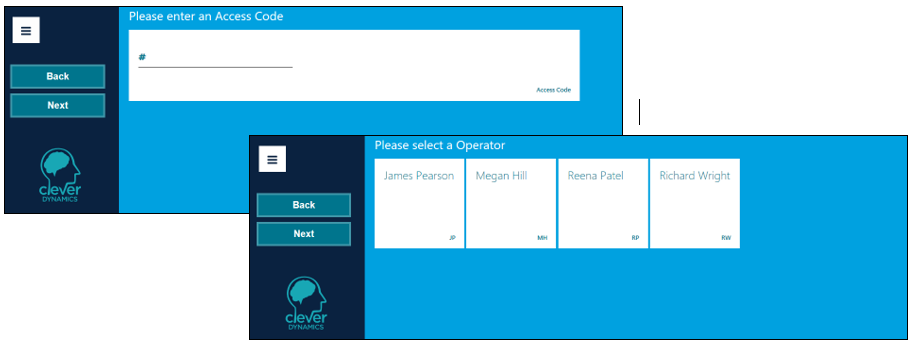 Please enter an Access Code
#
Access Code
Back
Next
clever
DYNAMICS
Please select a Operator
James Pearson
JP
Megan Hill
MH
Reena Patel
RP
Richard Wright
RW
Back
Next
clever
DYNAMICS